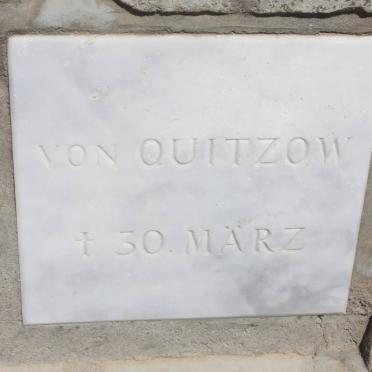 VON QUITZOW
† 30. MÄRZ